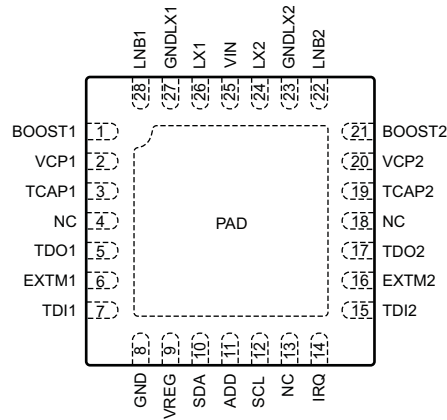 LNB1 GNDLX1 LX1 VIN LX2 GNDLX2 LNB2
28 27 26 25 24 23 22
BOOST1 1 21 BOOST2
VCP1 2 20 VCP2
TCAP1 3 19 TCAP2
NC 4 PAD 18 NC
TDO1 5 17 TDO2
EXTM1 6 16 EXTM2
TDI1 7 15 TDI2
8 9 10 11 12 13 14
GND VREG SDA ADD SCL NC IRQ